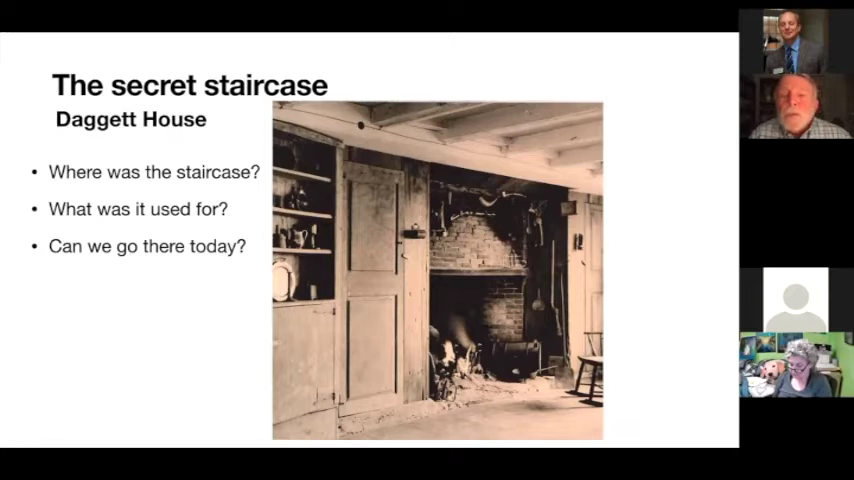 The secret staircase
Daggett House
• Where was the staircase?
• What was it used for?
• Can we go there today?